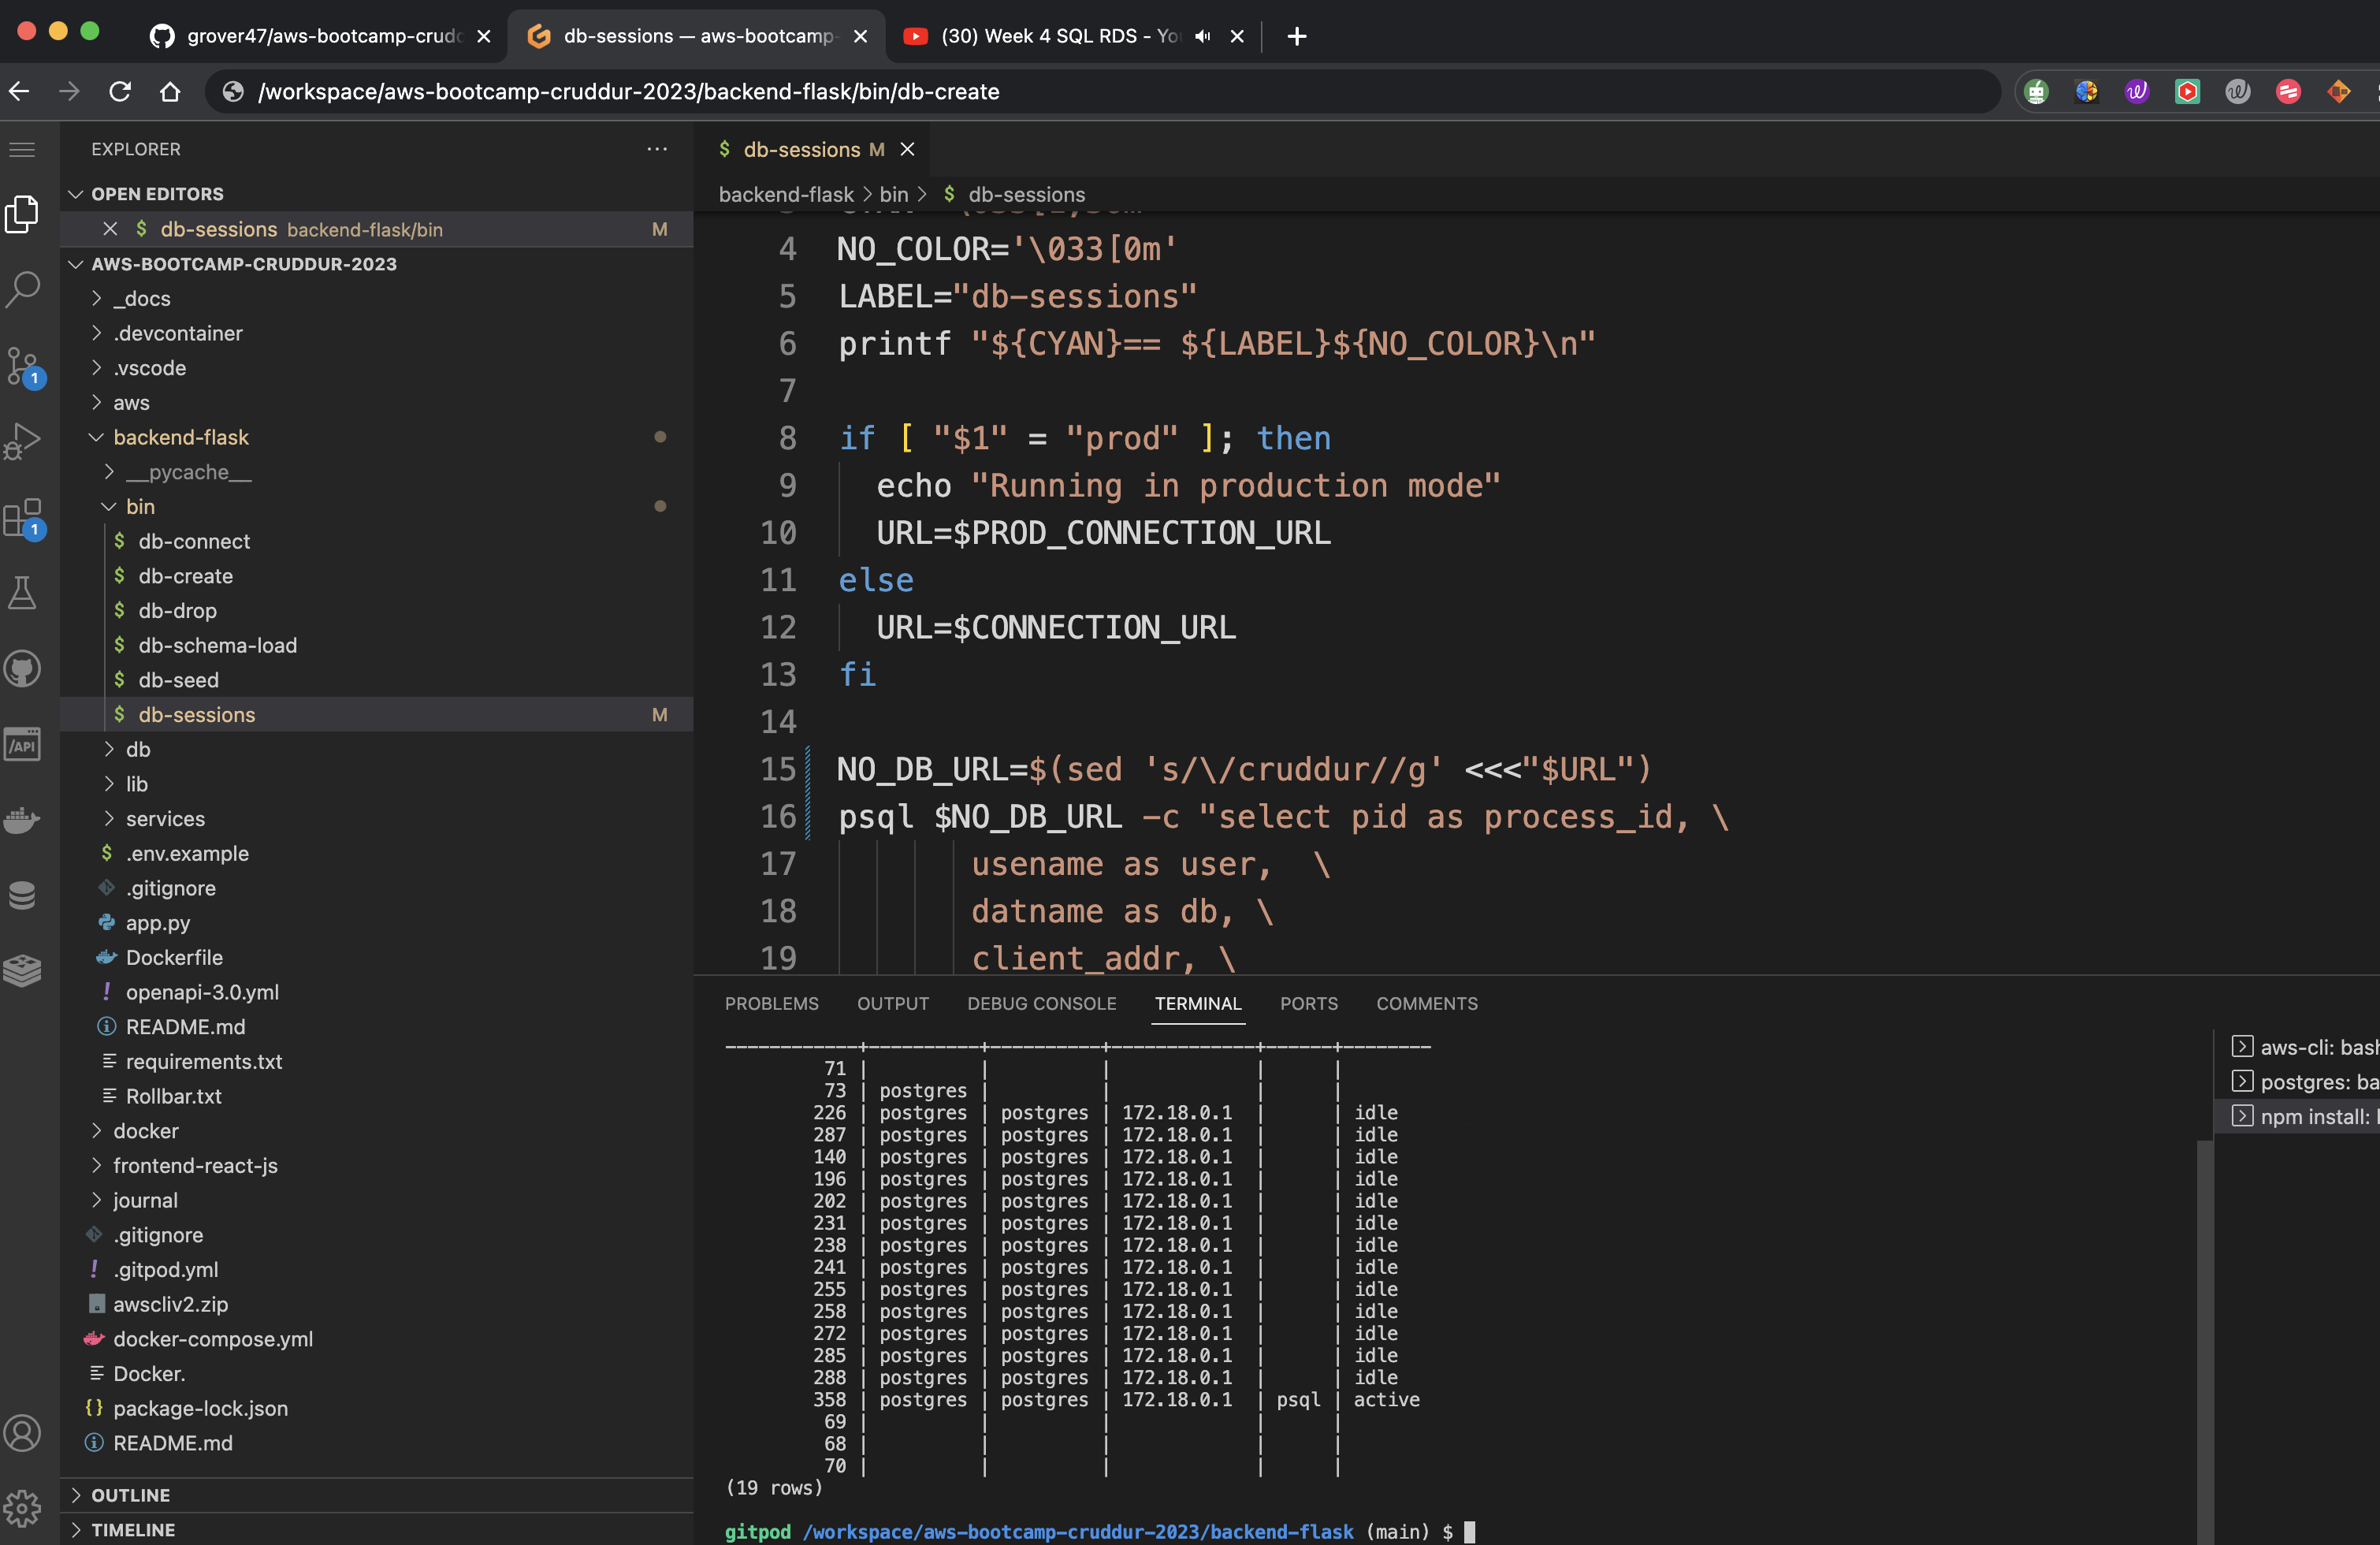 grover47/aws-bootcamp-crudd
db-sessions — aws-bootcamp-
(30) Week 4 SQL RDS - You
/workspace/aws-bootcamp-cruddur-2023/backend-flask/bin/db-create
EXPLORER
OPEN EDITORS
$ db-sessions backend-flask/bin M
AWS-BOOTCAMP-CRUDDUR-2023
_docs
.devcontainer
.vscode
1
aws
backend-flask
__pycache__
bin
1
$ db-connect
$ db-create
$ db-drop
$ db-schema-load
$ db-seed
$ db-sessions M
/API
db
lib
services
$ .env.example
.gitignore
app.py
Dockerfile
! openapi-3.0.yml
README.md
requirements.txt
Rollbar.txt
docker
frontend-react-js
journal
.gitignore
! .gitpod.yml
awscliv2.zip
docker-compose.yml
Docker.
{} package-lock.json
README.md
OUTLINE
TIMELINE
$ db-sessions M
backend-flask > bin > $ db-sessions
4 NO_COLOR='\033[0m'
5 LABEL="db-sessions"
6 printf "${CYAN}== ${LABEL}${NO_COLOR}\n"
7
8 if [ "$1" = "prod" ]; then
9 echo "Running in production mode"
10 URL=$PROD_CONNECTION_URL
11 else
12 URL=$CONNECTION_URL
13 fi
14
15 NO_DB_URL=$(sed 's/\/cruddur//g' <<<"$URL")
16 psql $NO_DB_URL -c "select pid as process_id, \
17 usename as user,  \
18 datname as db, \
19 client_addr, \
PROBLEMS OUTPUT DEBUG CONSOLE TERMINAL PORTS COMMENTS
------------+----------+----------+-------------+------+--------
71 | | | | |
73 | postgres | | | |
226 | postgres | postgres | 172.18.0.1 | | idle
287 | postgres | postgres | 172.18.0.1 | | idle
140 | postgres | postgres | 172.18.0.1 | | idle
196 | postgres | postgres | 172.18.0.1 | | idle
202 | postgres | postgres | 172.18.0.1 | | idle
231 | postgres | postgres | 172.18.0.1 | | idle
238 | postgres | postgres | 172.18.0.1 | | idle
241 | postgres | postgres | 172.18.0.1 | | idle
255 | postgres | postgres | 172.18.0.1 | | idle
258 | postgres | postgres | 172.18.0.1 | | idle
272 | postgres | postgres | 172.18.0.1 | | idle
285 | postgres | postgres | 172.18.0.1 | | idle
288 | postgres | postgres | 172.18.0.1 | | idle
358 | postgres | postgres | 172.18.0.1 | psql | active
69 | | | | |
68 | | | | |
70 | | | | |
(19 rows)
gitpod /workspace/aws-bootcamp-cruddur-2023/backend-flask (main) $
aws-cli: bash
postgres: ba
npm install: